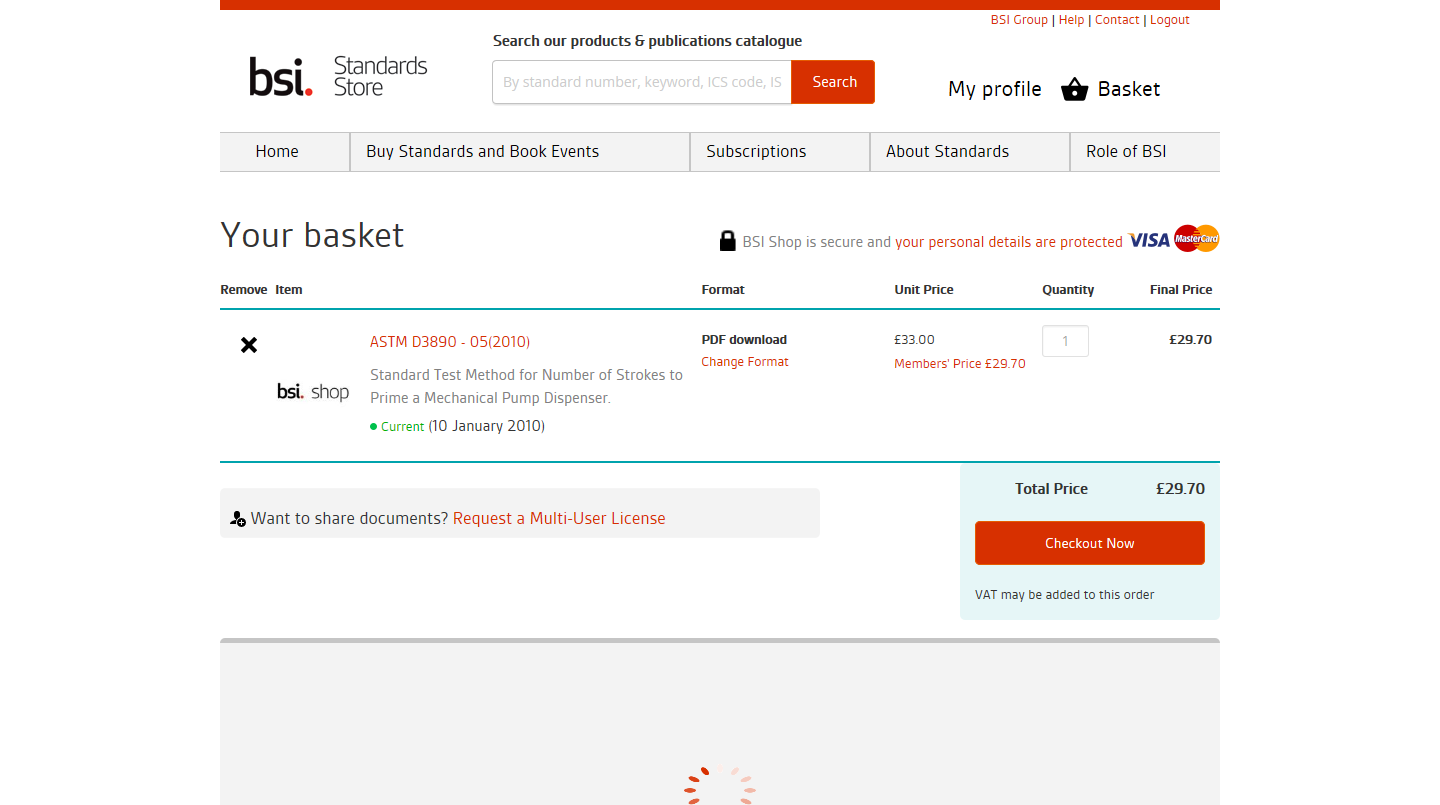 BSI Group | Help | Contact | Logout
Search our products & publications catalogue
bsi. Standards Store
By standard number, keyword, ICS code, IS
Search
My profile
Basket
Home
Buy Standards and Book Events
Subscriptions
About Standards
Role of BSI
Your basket
BSI Shop is secure and your personal details are protected VISA MasterCard
Remove Item Format Unit Price Quantity Final Price
ASTM D3890 - 05(2010)
PDF download
£33.00
1
£29.70
Change Format
Members' Price £29.70
bsi. shop
Standard Test Method for Number of Strokes to
Prime a Mechanical Pump Dispenser.
Current (10 January 2010)
Total Price £29.70
Want to share documents? Request a Multi-User License
Checkout Now
VAT may be added to this order